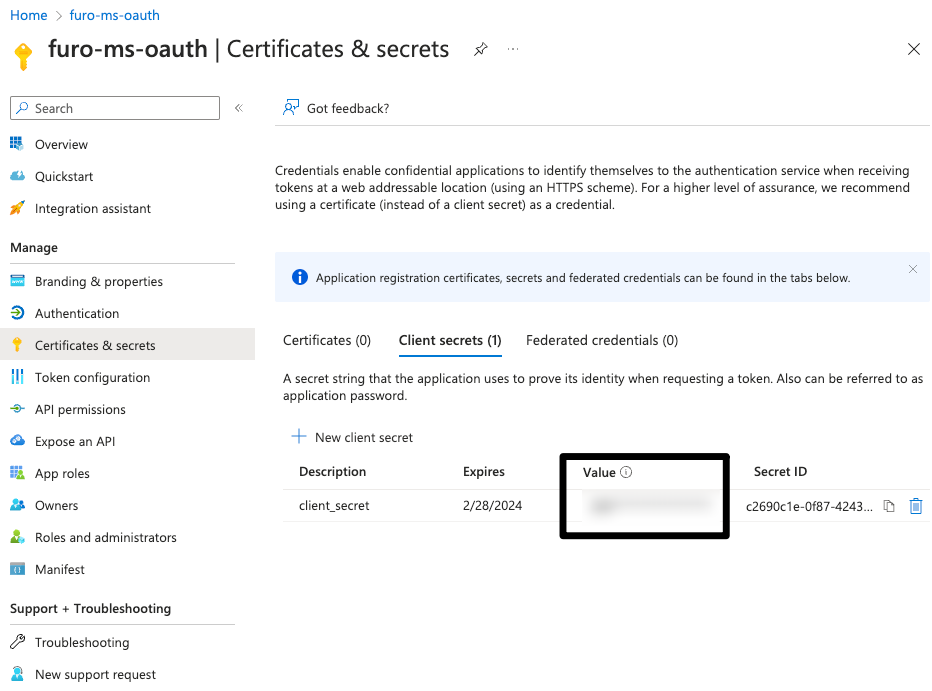 Home > furo-ms-oauth
furo-ms-oauth | Certificates & secrets
Search
Got feedback?
Overview
Quickstart
Integration assistant
Manage
Branding & properties
Authentication
Certificates & secrets
Token configuration
API permissions
Expose an API
App roles
Owners
Roles and administrators
Manifest
Support + Troubleshooting
Troubleshooting
New support request
Credentials enable confidential applications to identify themselves to the authentication service when receiving
tokens at a web addressable location (using an HTTPS scheme). For a higher level of assurance, we recommend
using a certificate (instead of a client secret) as a credential.
Application registration certificates, secrets and federated credentials can be found in the tabs below.
Certificates (0) Client secrets (1) Federated credentials (0)
A secret string that the application uses to prove its identity when requesting a token. Also can be referred to as
application password.
New client secret
Description Expires Value Secret ID
client_secret 2/28/2024 c2690c1e-0f87-4243...